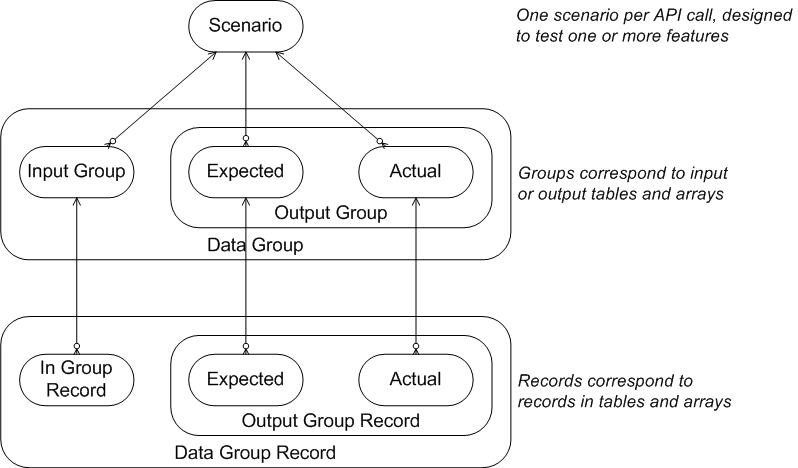 Scenario
One scenario per API call, designed
to test one or more features
Input Group
Expected
Actual
Output Group
Data Group
Groups correspond to input
or output tables and arrays
In Group
Record
Expected
Actual
Output Group Record
Data Group Record
Records correspond to
records in tables and arrays